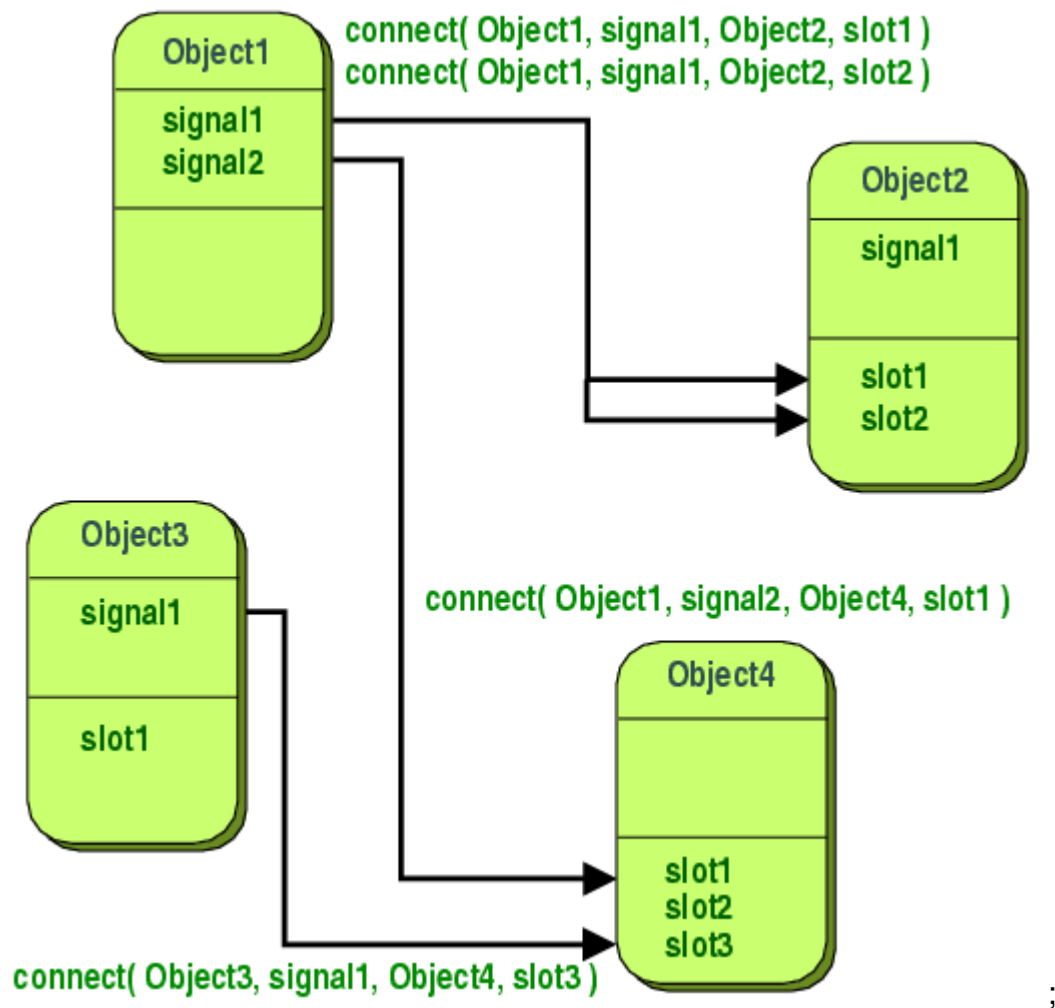 Object1
connect( Object1, signal1, Object2, slot1 )
connect( Object1, signal1, Object2, slot2 )
signal1
signal2
Object2
signal1
slot1
slot2
Object3
signal1
slot1
connect( Object1, signal2, Object4, slot1 )
Object4
slot1
slot2
slot3
connect( Object3, signal1, Object4, slot3 )
;